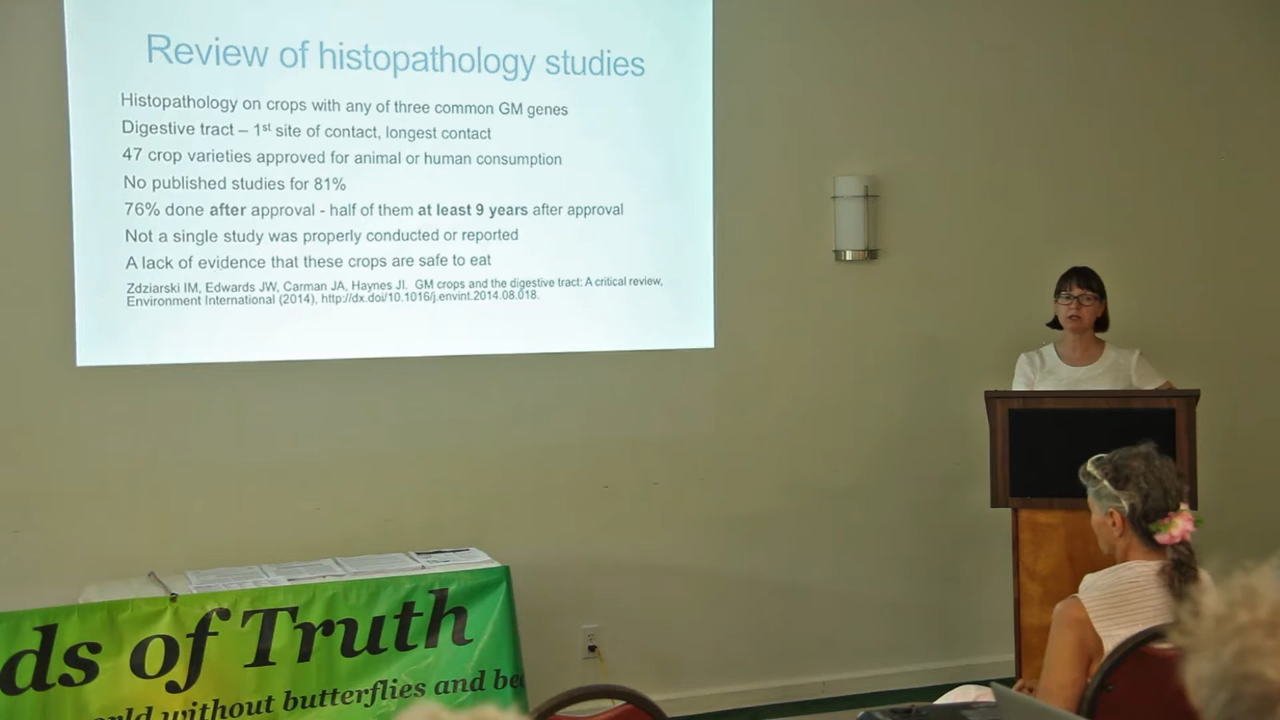 Review of histopathology studies
Histopathology on crops with any of three common GM genes
Digestive tract – 1st site of contact, longest contact
47 crop varieties approved for animal or human consumption
No published studies for 81%
76% done after approval - half of them at least 9 years after approval
Not a single study was properly conducted or reported
A lack of evidence that these crops are safe to eat
Zdziarski IM, Edwards JW, Carman JA, Haynes JI. GM crops and the digestive tract: A critical review,
Environment International (2014), http://dx.doi/10.1016/j.envint.2014.08.018.
ds of Truth
world without butterflies and